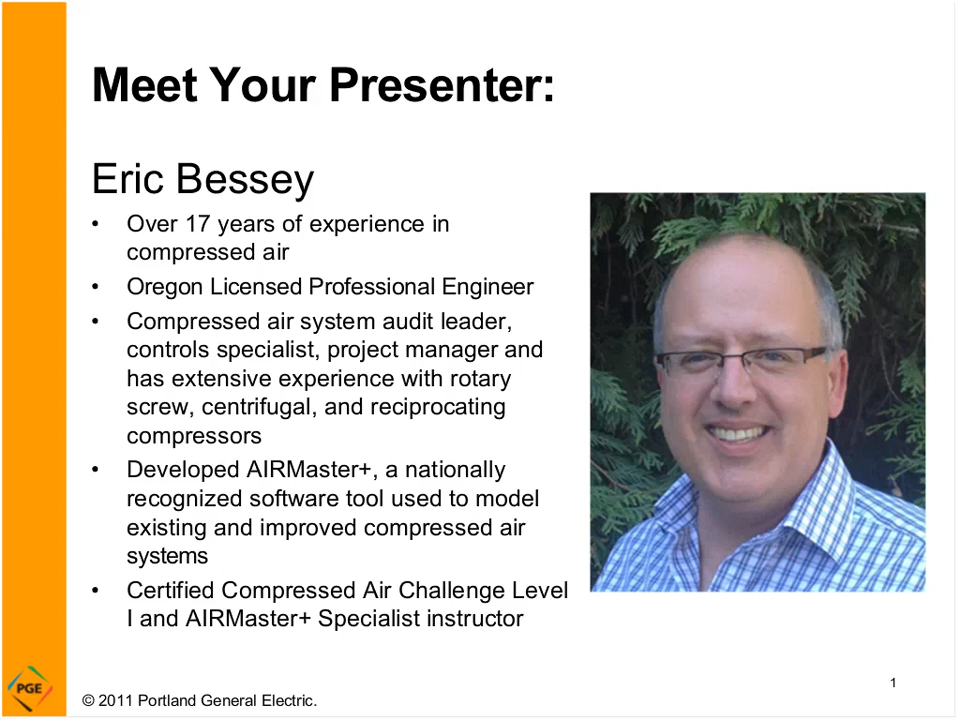 Meet Your Presenter:
Eric Bessey
• Over 17 years of experience in
compressed air
• Oregon Licensed Professional Engineer
• Compressed air system audit leader,
controls specialist, project manager and
has extensive experience with rotary
screw, centrifugal, and reciprocating
compressors
• Developed AIRMaster+, a nationally
recognized software tool used to model
existing and improved compressed air
systems
• Certified Compressed Air Challenge Level
I and AIRMaster+ Specialist instructor
PGE
© 2011 Portland General Electric.
1